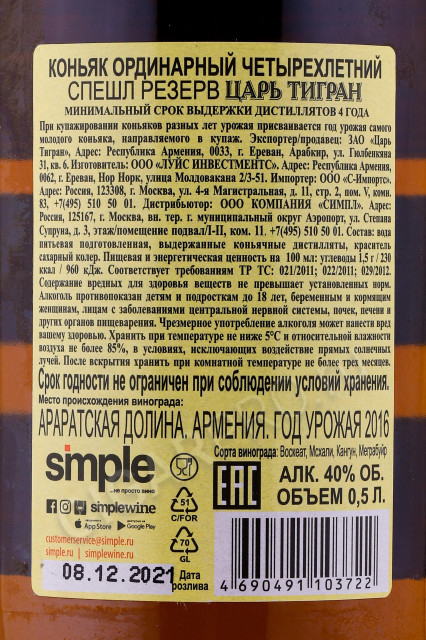 КОНЬЯК ОРДИНАРНЫЙ ЧЕТЫРЕХЛЕТНИЙ
СПЕШЛ РЕЗЕРВ ЦАРЬ ТИГРАН
МИНИМАЛЬНЫЙ СРОК ВЫДЕРЖКИ ДИСТИЛЛЯТОВ 4 ГОДА
При купажировании коньяков разных лет урожая присваивается год урожая самого
молодого коньяка, направляемого в купаж. Экспортер/продавец: ЗАО «Царь
Тигран», Адрес: Республика Армения, 0033, г. Ереван, Арабкир, ул. Гюлбенкяна
31, кв. 6. Изготовитель: ООО «ЛУЙС ИНВЕСТМЕНТС». Адрес: Республика Армения,
0062, г. Ереван, Нор Норк, улица Молдовакана 2/3-51. Импортер: ООО «С-Импортс».
Адрес: Россия, 123308, г. Москва, ул. 4-я Магистральная, д. 11, стр. 2, пом. V, комн.
83, +7(495) 510 50 01. Дистрибьютор: ООО КОМПАНИЯ «СИМПЛ». Адрес:
Россия, 125167, г. Москва, вн. тер. г. муниципальный округ Аэропорт, ул. Степана
Супруна, д. 3, этаж/помещение подвал/I-II, ком. 11. +7(495) 510 50 01. Состав: вода
питьевая подготовленная, выдержанные коньячные дистилляты, краситель
сахарный колер. Пищевая и энергетическая ценность на 100 мл: углеводы 1,5 г / 230
ккал / 960 кДж. Соответствует требованиям ТР ТС: 021/2011; 022/2011; 029/2012.
Содержание вредных для здоровья веществ не превышает установленных норм.
Алкоголь противопоказан детям и подросткам до 18 лет, беременным и кормящим
женщинам, лицам с заболеваниями центральной нервной системы, почек, печени и
других органов пищеварения. Чрезмерное употребление алкоголя может нанести вред
вашему здоровью. Хранить при температуре не ниже 5°С и относительной влажности
воздуха не более 85%, в условиях, исключающих воздействие прямых солнечных
лучей. После вскрытия хранить при комнатной температуре не более трех месяцев.
Срок годности не ограничен при соблюдении условий хранения.
Место происхождения винограда:
АРАРАТСКАЯ ДОЛИНА. АРМЕНИЯ. ГОД УРОЖАЯ 2016
Сорта винограда: Воскеат, Мсхали, Кангун, Меграбуйр
simple
...не просто вино
simplewine
App Store Google Play
customerservice@simple.ru
simple.ru | simplewine.ru
51
C/FOR
70
GL
EAC
АЛК. 40% ОБ.
ОБЪЕМ 0,5 Л.
08.12.2021
Дата
розлива
4 690491 103722